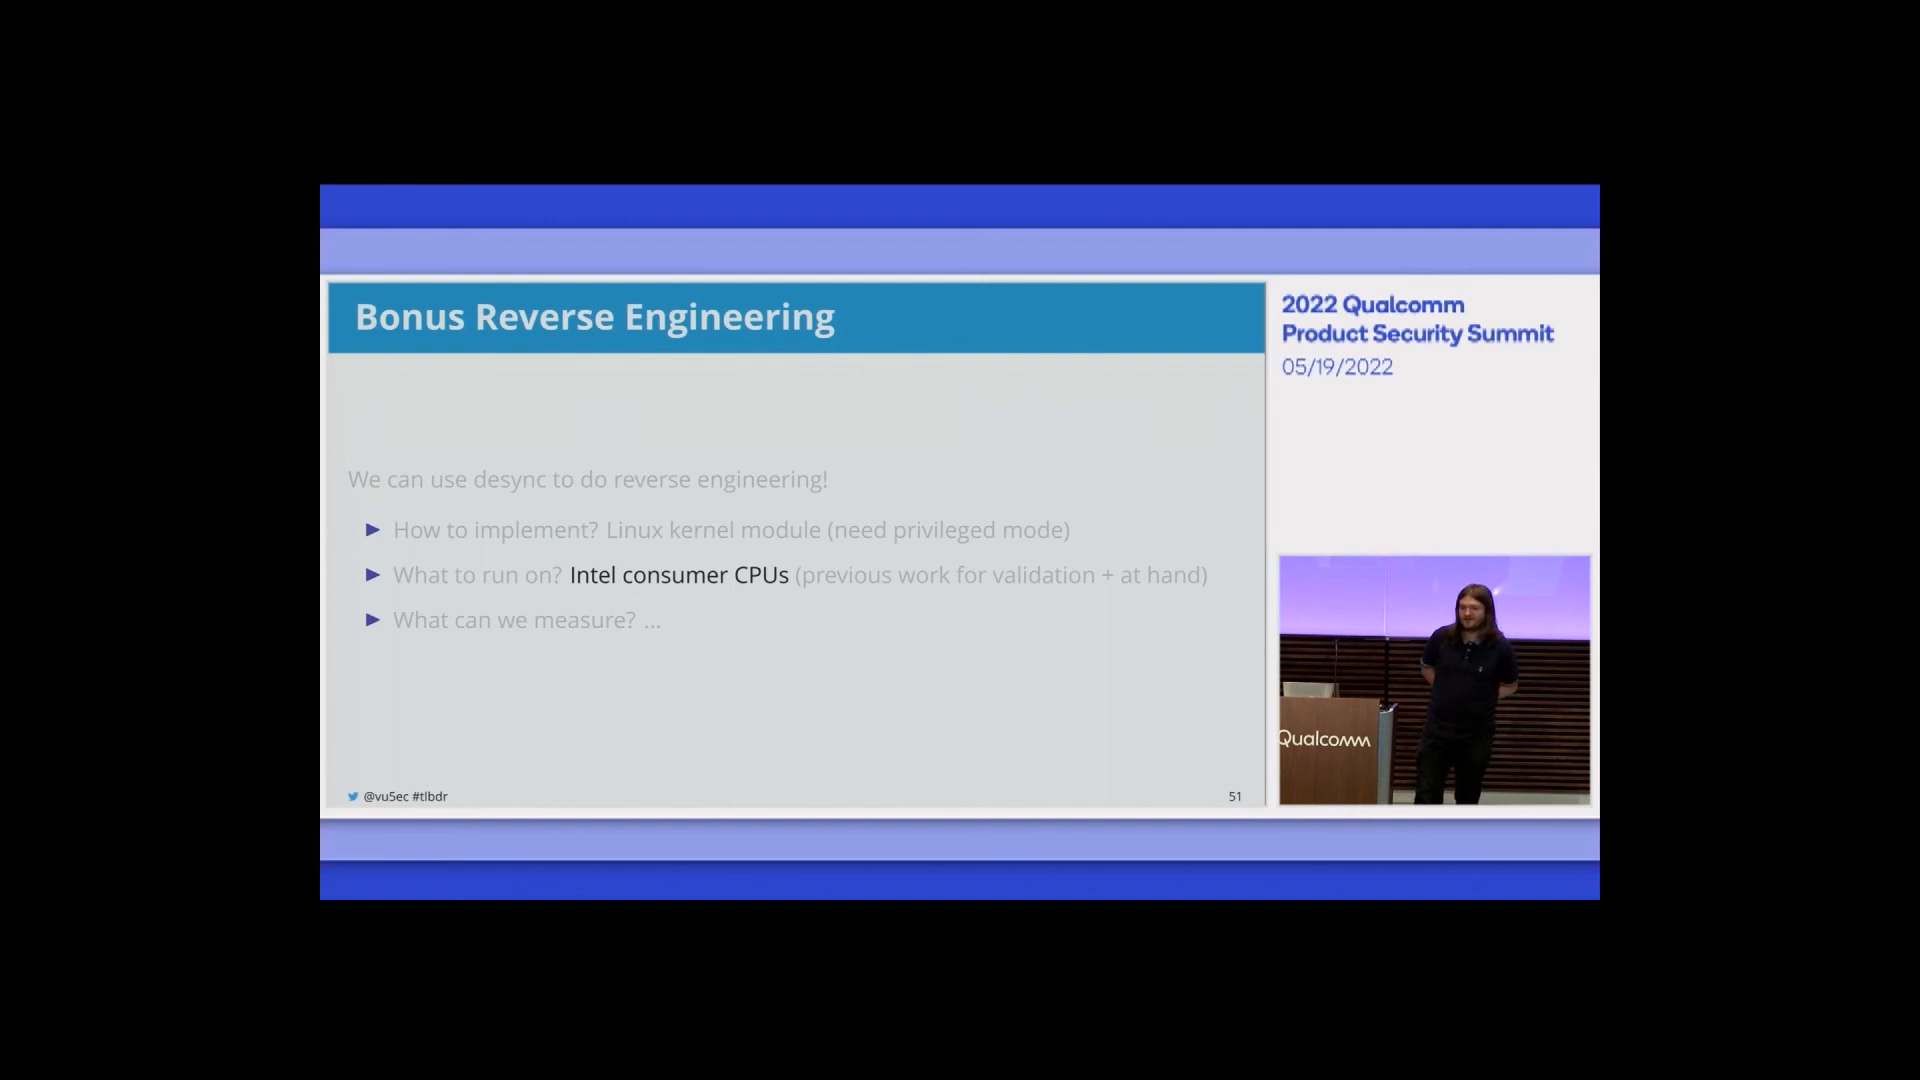 Bonus Reverse Engineering
We can use desync to do reverse engineering!
How to implement? Linux kernel module (need privileged mode)
What to run on? Intel consumer CPUs (previous work for validation + at hand)
What can we measure? ...
@vu5ec #tlbdr
51
2022 Qualcomm
Product Security Summit
05/19/2022
Qualcomm